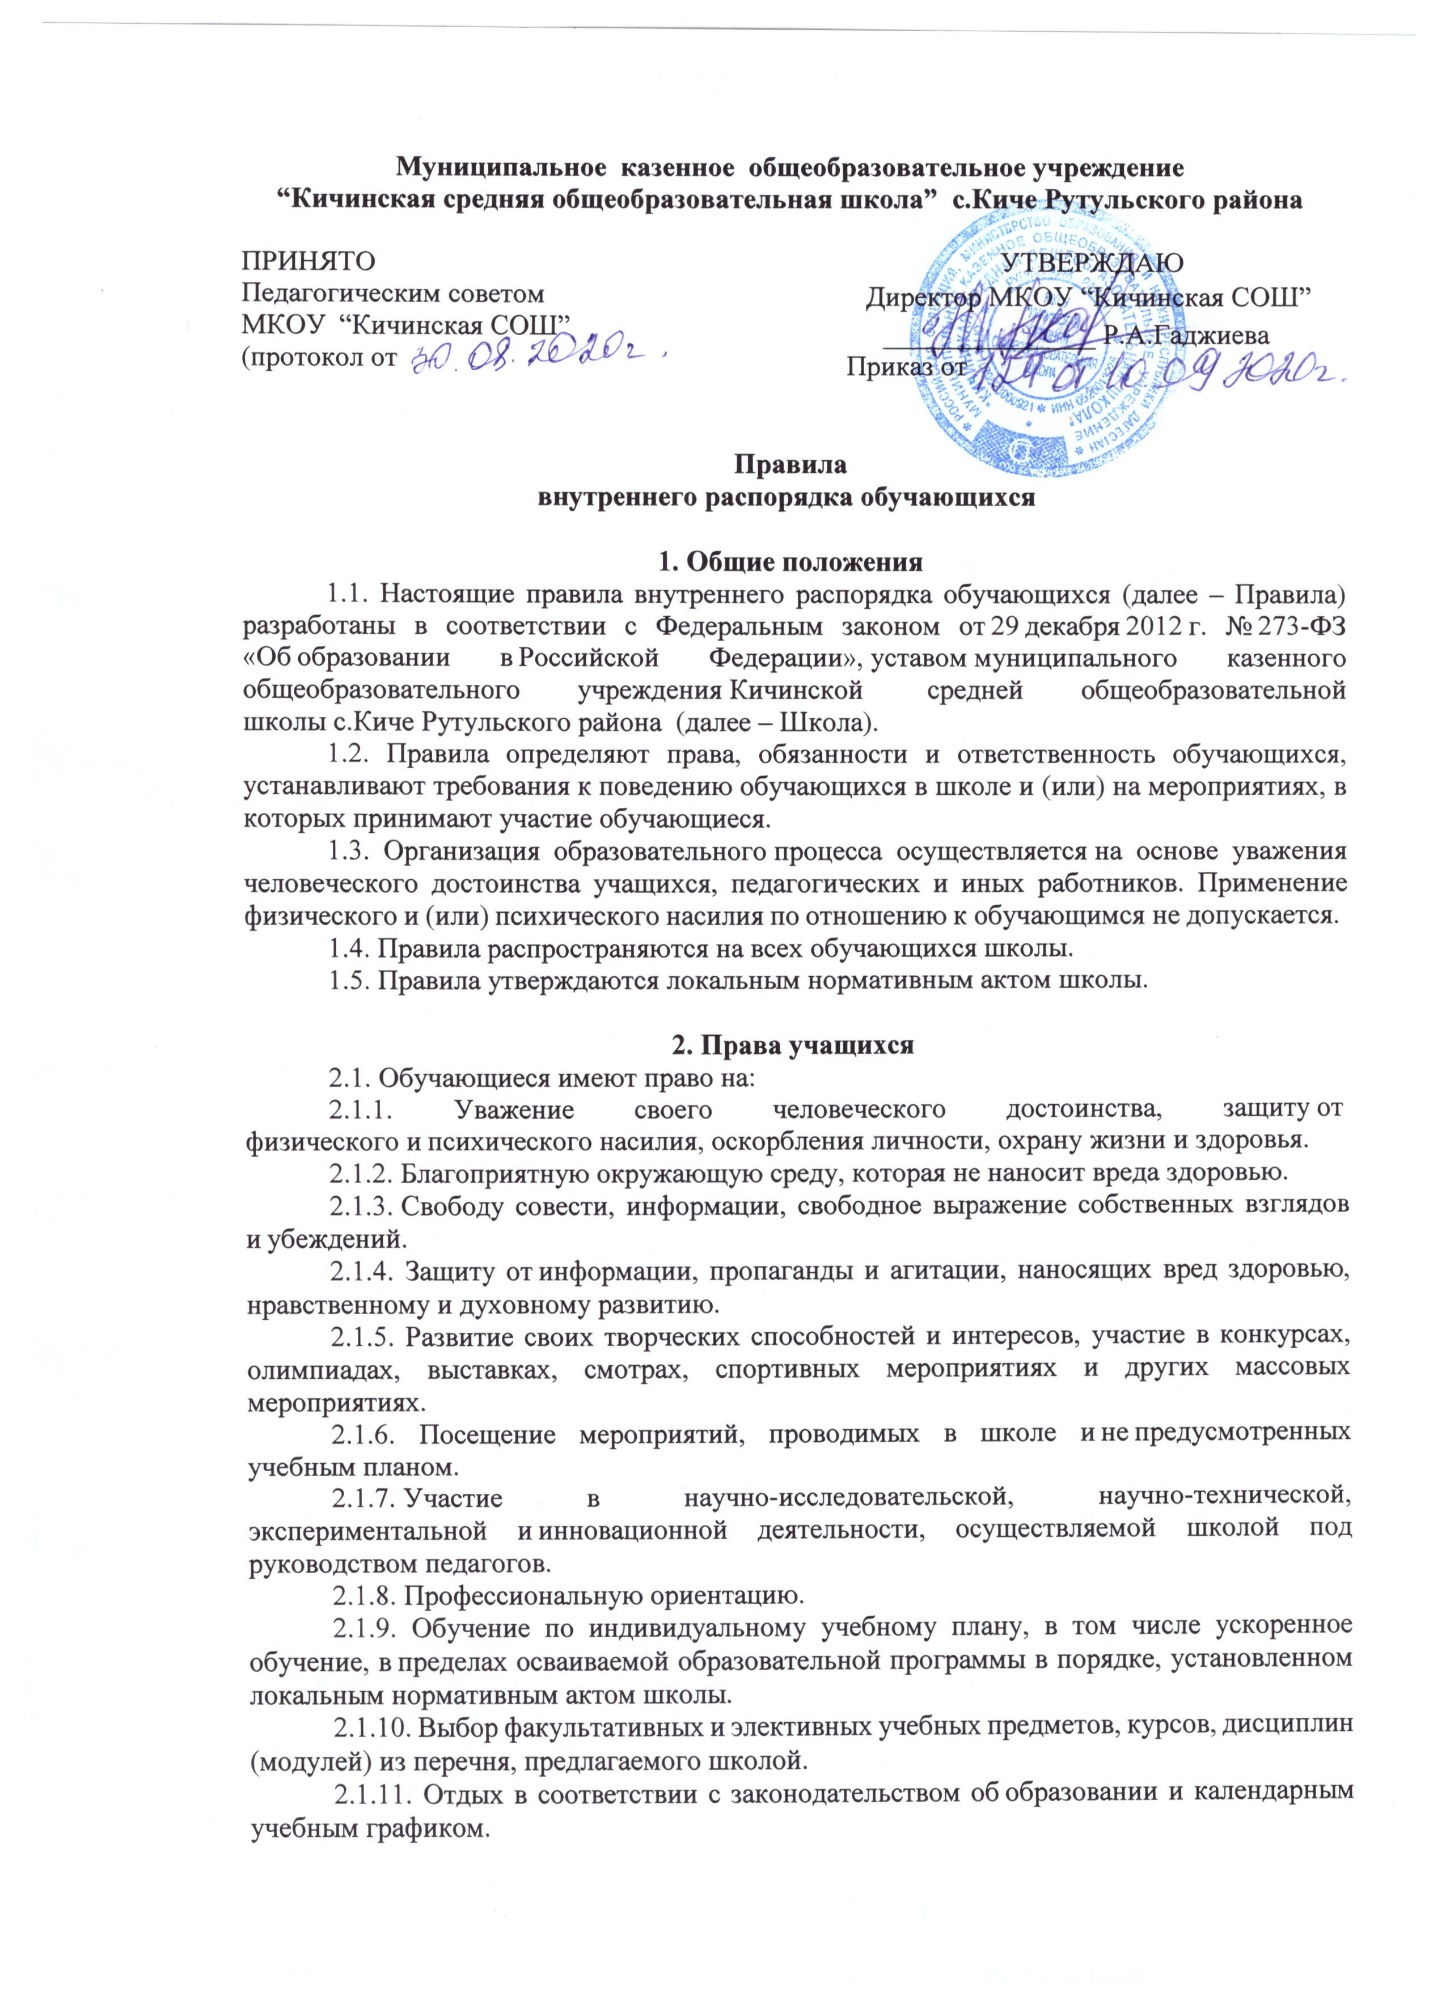 Муниципальное казенное общеобразовательное учреждение
“Кичинская средняя общеобразовательная школа” с.Киче Рутульского района
ПРИНЯТО
Педагогическим советом
МКОУ “Кичинская СОШ”
(протокол от 30.08.2020г.
УТВЕРЖДАЮ
Директор МКОУ “Кичинская СОШ”
Р.А.Гаджиева
Приказ от 124 от 10 09 2020г.
Правила
внутреннего распорядка обучающихся
1. Общие положения
1.1. Настоящие правила внутреннего распорядка обучающихся (далее – Правила)
разработаны в соответствии с Федеральным законом от 29 декабря 2012 г. № 273-ФЗ
«Об образовании в Российской Федерации», уставом муниципального казенного
общеобразовательного учреждения Кичинской средней общеобразовательной
школы с.Киче Рутульского района (далее – Школа).
1.2. Правила определяют права, обязанности и ответственность обучающихся,
устанавливают требования к поведению обучающихся в школе и (или) на мероприятиях, в
которых принимают участие обучающиеся.
1.3. Организация образовательного процесса осуществляется на основе уважения
человеческого достоинства учащихся, педагогических и иных работников. Применение
физического и (или) психического насилия по отношению к обучающимся не допускается.
1.4. Правила распространяются на всех обучающихся школы.
1.5. Правила утверждаются локальным нормативным актом школы.
2. Права учащихся
2.1. Обучающиеся имеют право на:
2.1.1. Уважение своего человеческого достоинства, защиту от
физического и психического насилия, оскорбления личности, охрану жизни и здоровья.
2.1.2. Благоприятную окружающую среду, которая не наносит вреда здоровью.
2.1.3. Свободу совести, информации, свободное выражение собственных взглядов
и убеждений.
2.1.4. Защиту от информации, пропаганды и агитации, наносящих вред здоровью,
нравственному и духовному развитию.
2.1.5. Развитие своих творческих способностей и интересов, участие в конкурсах,
олимпиадах, выставках, смотрах, спортивных мероприятиях и других массовых
мероприятиях.
2.1.6. Посещение мероприятий, проводимых в школе и не предусмотренных
учебным планом.
2.1.7. Участие в научно-исследовательской, научно-технической,
экспериментальной и инновационной деятельности, осуществляемой школой под
руководством педагогов.
2.1.8. Профессиональную ориентацию.
2.1.9. Обучение по индивидуальному учебному плану, в том числе ускоренное
обучение, в пределах осваиваемой образовательной программы в порядке, установленном
локальным нормативным актом школы.
2.1.10. Выбор факультативных и элективных учебных предметов, курсов, дисциплин
(модулей) из перечня, предлагаемого школой.
2.1.11. Отдых в соответствии с законодательством об образовании и календарным
учебным графиком.